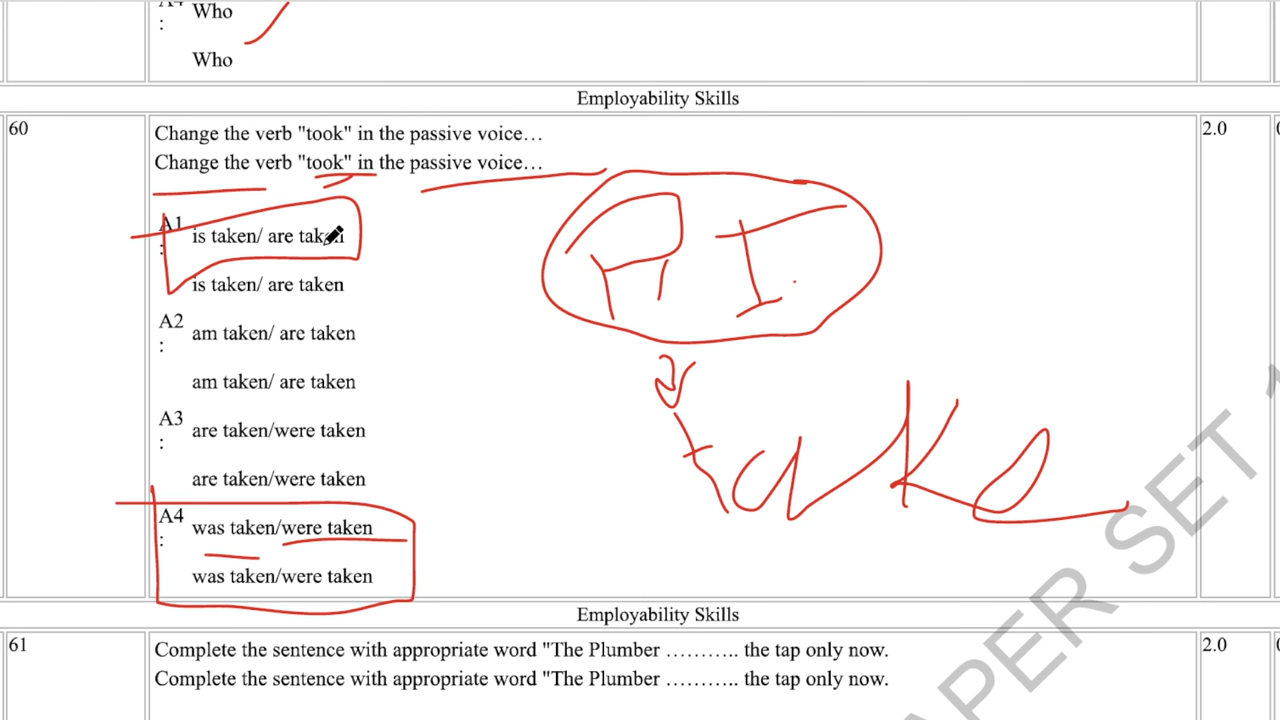 A4 Who
:
Who
Employability Skills
60 Change the verb "took" in the passive voice… 2.0
Change the verb "took" in the passive voice…
A1 is taken/ are taken
:
is taken/ are taken
A2 am taken/ are taken
:
am taken/ are taken
A3 are taken/were taken
:
are taken/were taken
A4 was taken/were taken
:
was taken/were taken
P I
take
Employability Skills
61 Complete the sentence with appropriate word "The Plumber ……….. the tap only now. 2.0
Complete the sentence with appropriate word "The Plumber ……….. the tap only now.
PER SET